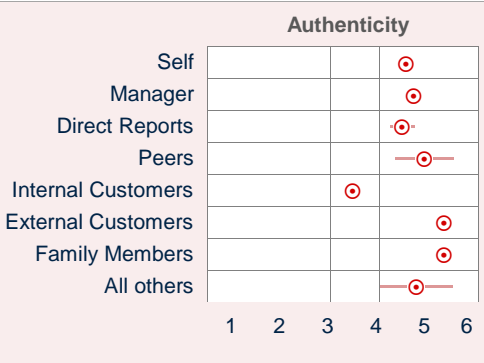 Authenticity
Self
Manager
Direct Reports
Peers
Internal Customers
External Customers
Family Members
All others
1 2 3 4 5 6